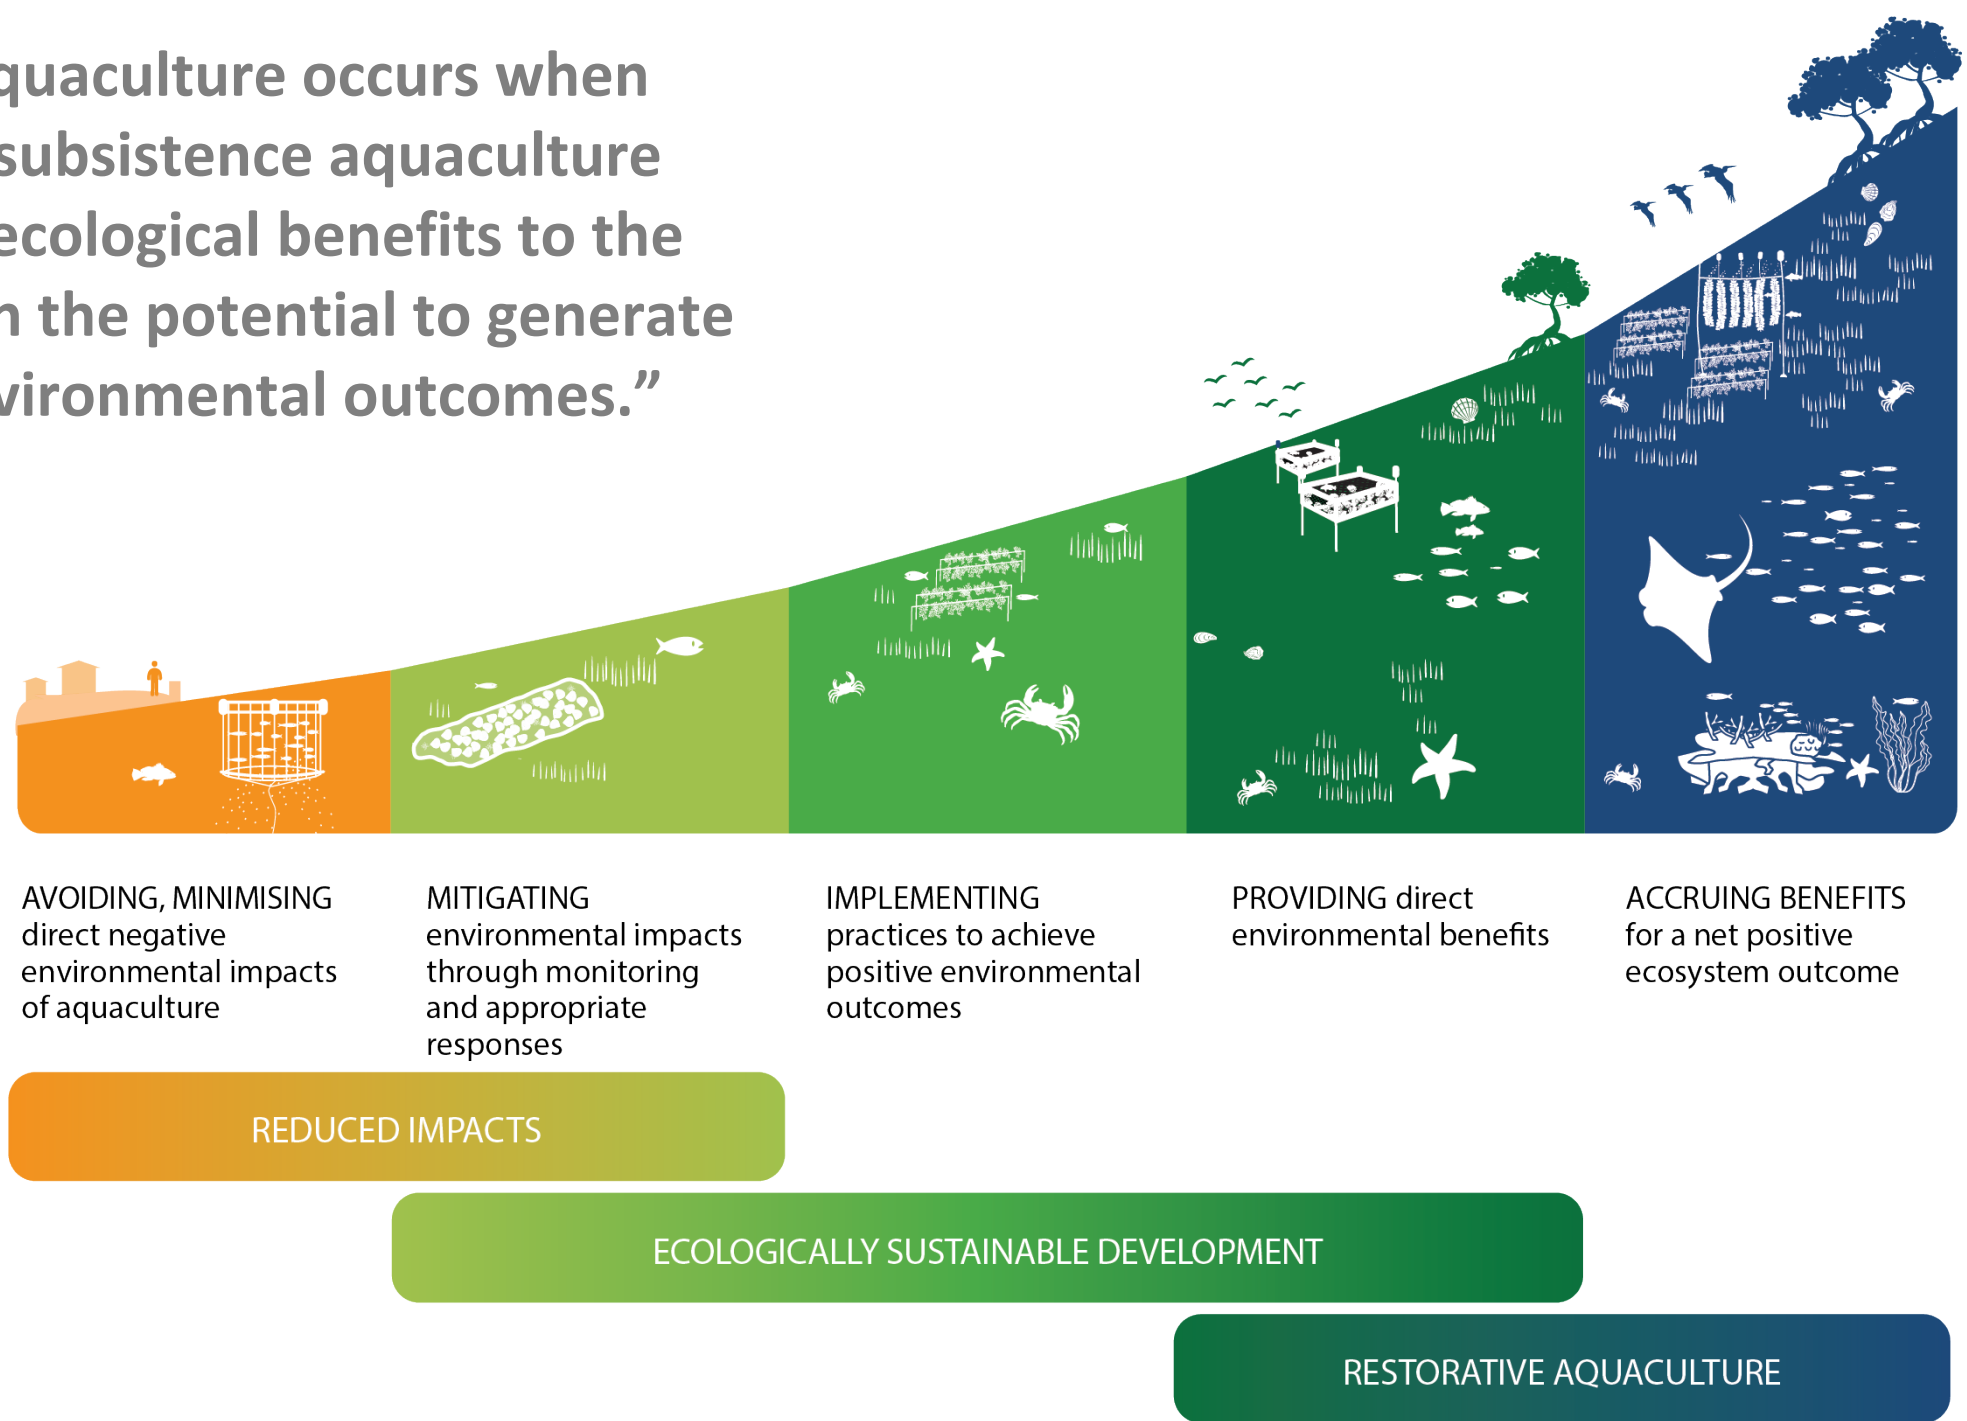 quaculture occurs when
subsistence aquaculture
ecological benefits to the
n the potential to generate
vironmental outcomes.”
AVOIDING, MINIMISING
direct negative
environmental impacts
of aquaculture
MITIGATING
environmental impacts
through monitoring
and appropriate
responses
IMPLEMENTING
practices to achieve
positive environmental
outcomes
PROVIDING direct
environmental benefits
ACCRUING BENEFITS
for a net positive
ecosystem outcome
REDUCED IMPACTS
ECOLOGICALLY SUSTAINABLE DEVELOPMENT
RESTORATIVE AQUACULTURE